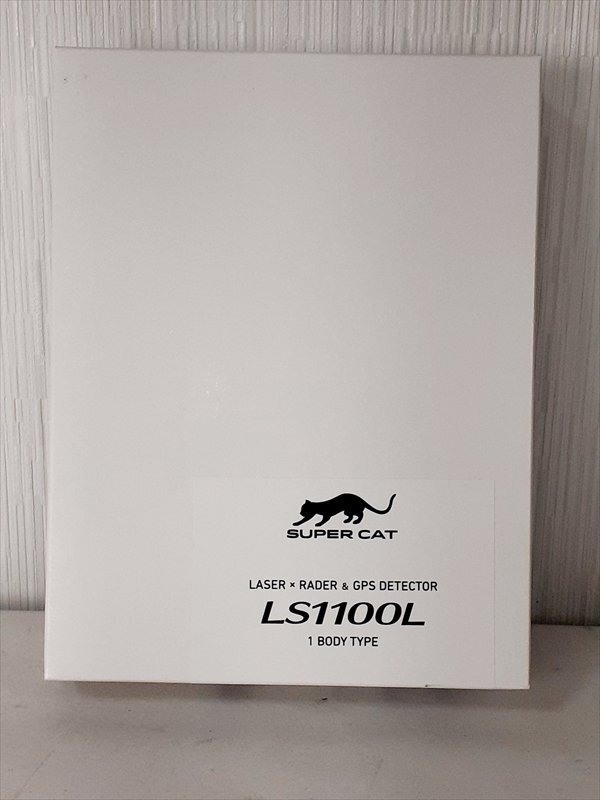 SUPER CAT
LASER × RADER & GPS DETECTOR
LS1100L
1 BODY TYPE